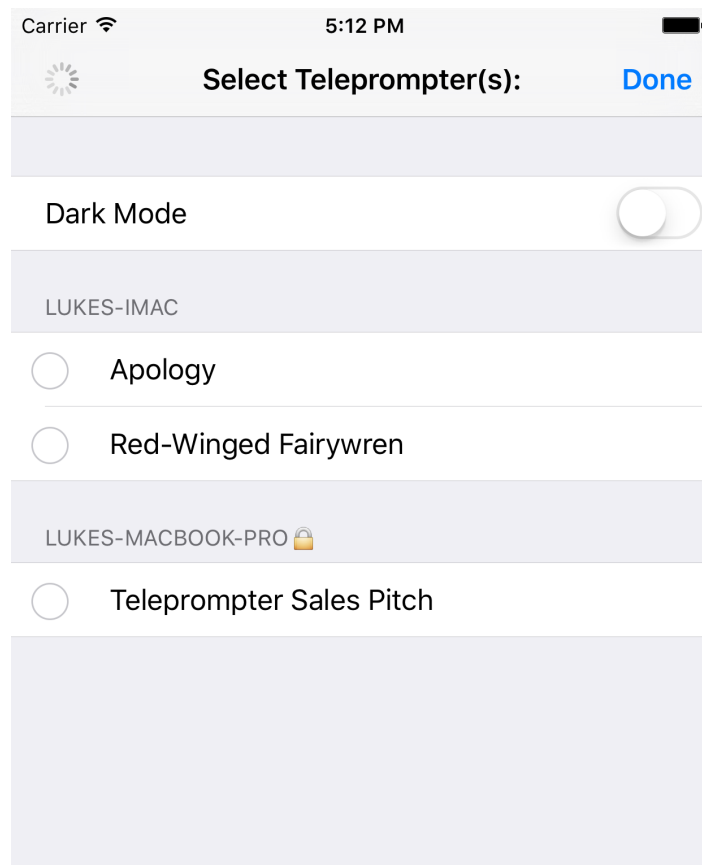 Carrier
5:12 PM
Select Teleprompter(s):
Done
Dark Mode
LUKES-IMAC
Apology
Red-Winged Fairywren
LUKES-MACBOOK-PRO🔒
Teleprompter Sales Pitch